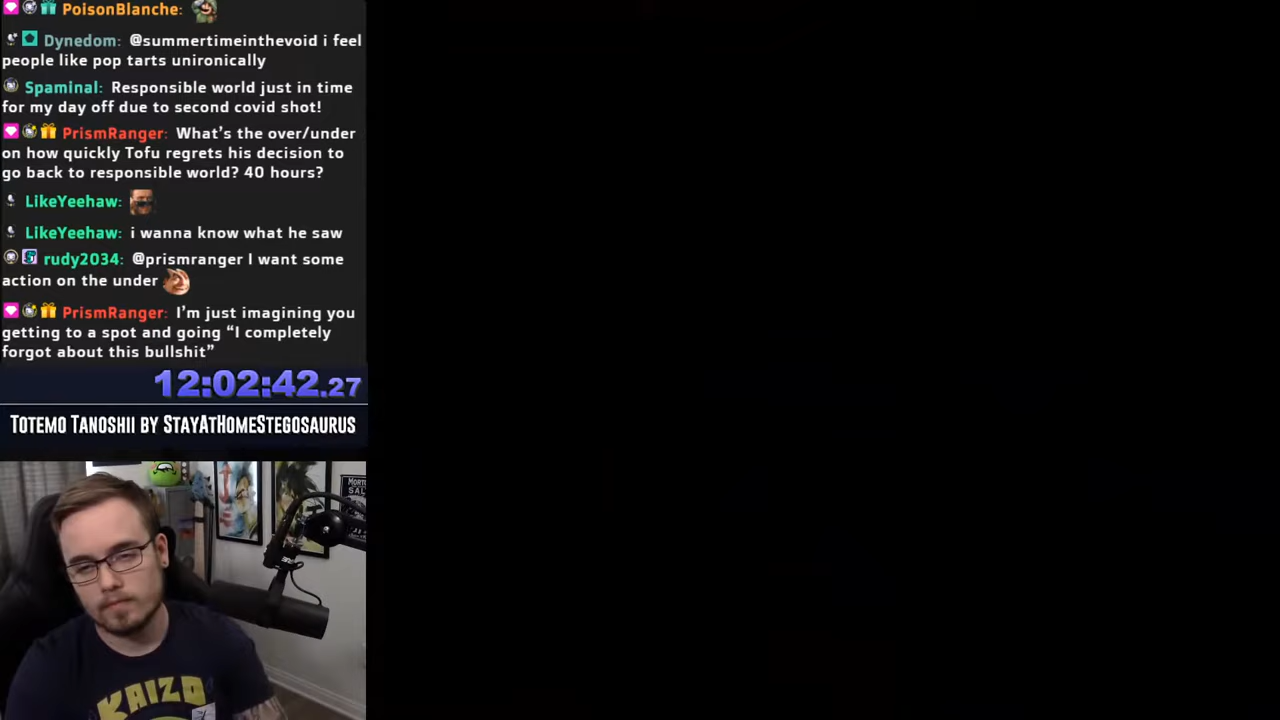 PoisonBlanche:
Dynedom: @summertimeinthevoid i feel
people like pop tarts unironically
Spaminal: Responsible world just in time
for my day off due to second covid shot!
PrismRanger: What's the over/under
on how quickly Tofu regrets his decision to
go back to responsible world? 40 hours?
LikeYeehaw:
LikeYeehaw: i wanna know what he saw
rudy2034: @prismranger I want some
action on the under
PrismRanger: I'm just imagining you
getting to a spot and going “I completely
forgot about this bullshit”
12:02:42.27
Totemo Tanoshii by StayAtHomeStegosaurus
KAIZO